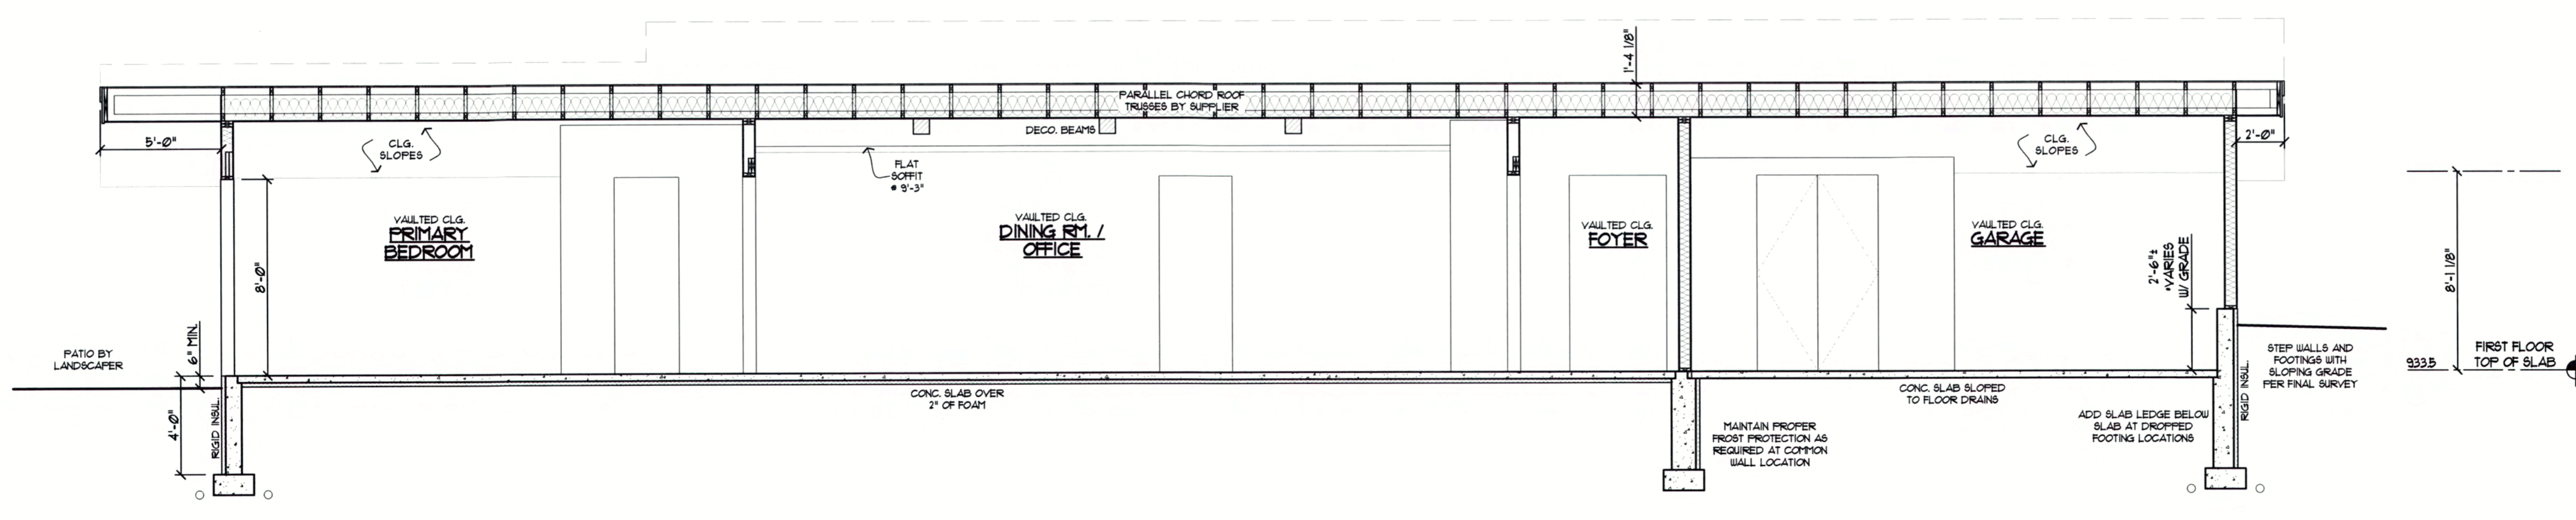 1'-4 1/8"
PARALLEL CHORD ROOF
TRUSSES BY SUPPLIER
DECO. BEAMS
5'-0"
CLG.
SLOPES
FLAT
SOFFIT
@ 9'-3"
CLG.
SLOPES
2'-0"
VAULTED CLG.
PRIMARY
BEDROOM
VAULTED CLG.
DINING RM. /
OFFICE
VAULTED CLG.
FOYER
VAULTED CLG.
GARAGE
8'-0"
2'-6"±
*VARIES
W/ GRADE
8'-1 1/8"
6" MIN.
PATIO BY
LANDSCAPER
4'-0"
RIGID INSUL.
CONC. SLAB OVER
2" OF FOAM
MAINTAIN PROPER
FROST PROTECTION AS
REQUIRED AT COMMON
WALL LOCATION
CONC. SLAB SLOPED
TO FLOOR DRAINS
ADD SLAB LEDGE BELOW
SLAB AT DROPPED
FOOTING LOCATIONS
RIGID INSUL.
STEP WALLS AND
FOOTINGS WITH
SLOPING GRADE
PER FINAL SURVEY
933.5
FIRST FLOOR
TOP OF SLAB